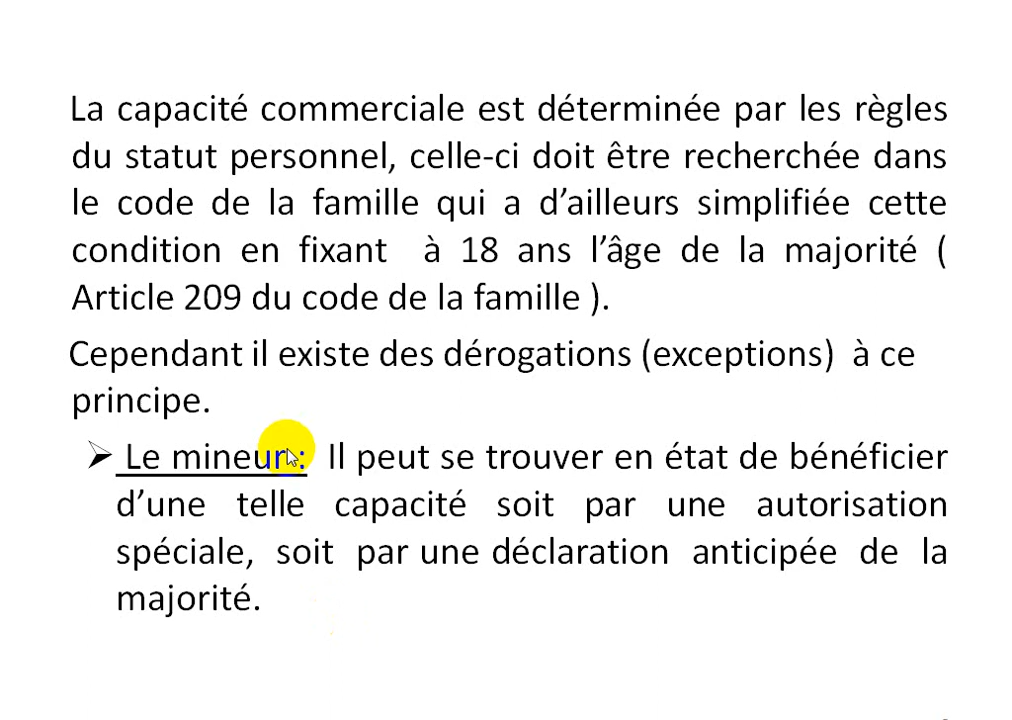 La capacité commerciale est déterminée par les règles
du statut personnel, celle-ci doit être recherchée dans
le code de la famille qui a d’ailleurs simplifiée cette
condition en fixant à 18 ans l’âge de la majorité (
Article 209 du code de la famille ).
Cependant il existe des dérogations (exceptions) à ce
principe.
➢ Le mineur : Il peut se trouver en état de bénéficier
d’une telle capacité soit par une autorisation
spéciale, soit par une déclaration anticipée de la
majorité.